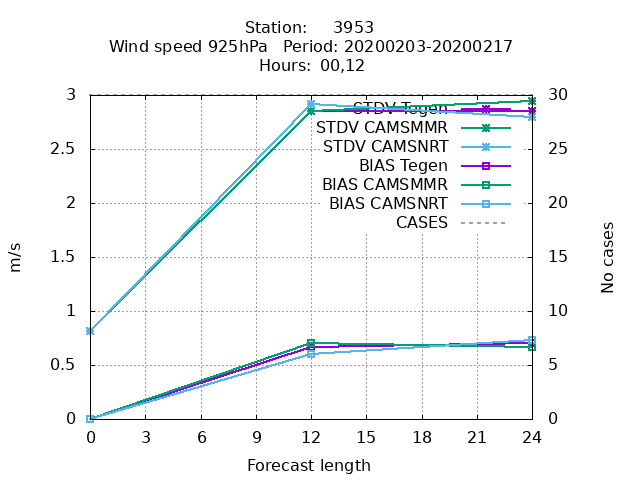 Station: 3953
Wind speed 925hPa Period: 20200203-20200217
Hours: 00,12
3
2.5
2
1.5
1
0.5
0
m/s
STDV Tegen
STDV CAMSMMR
STDV CAMSNRT
BIAS Tegen
BIAS CAMSMMR
BIAS CAMSNRT
CASES
30
25
20
15
10
5
0
No cases
0 3 6 9 12 15 18 21 24
Forecast length